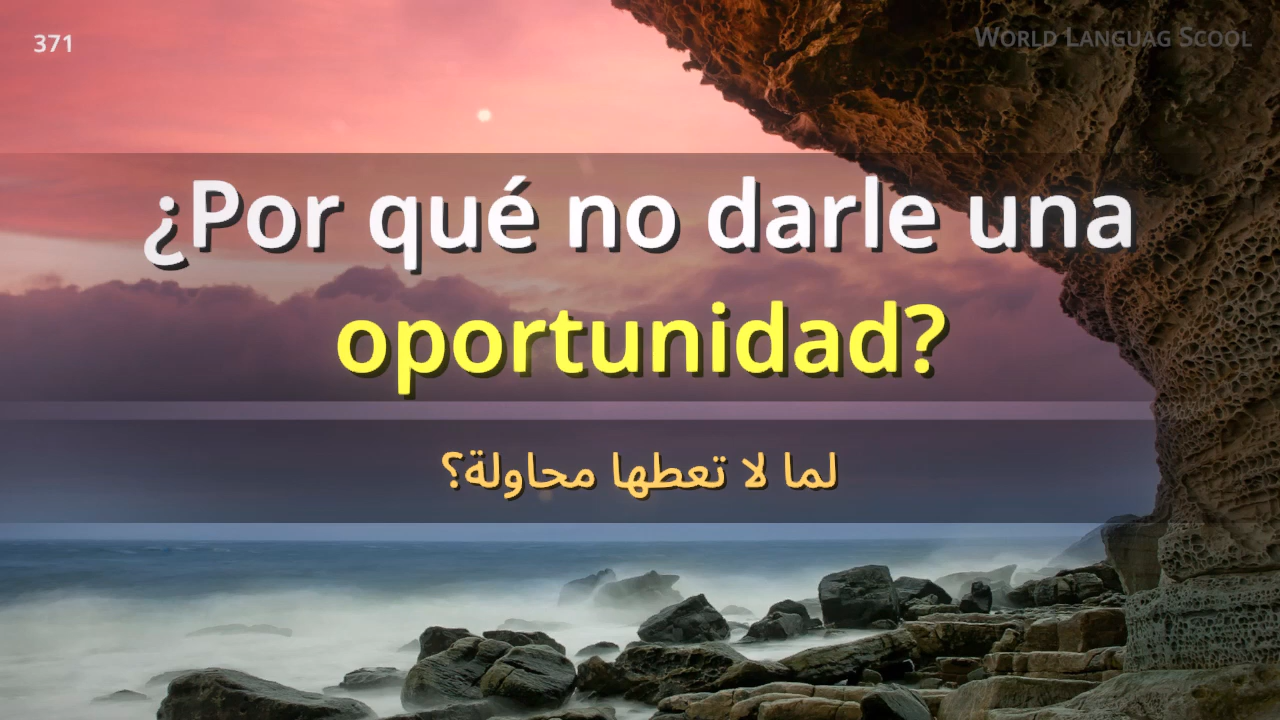 371
WORLD LANGUAG SCOOL
¿Por qué no darle una
oportunidad?
لما لا تعطها محاولة؟